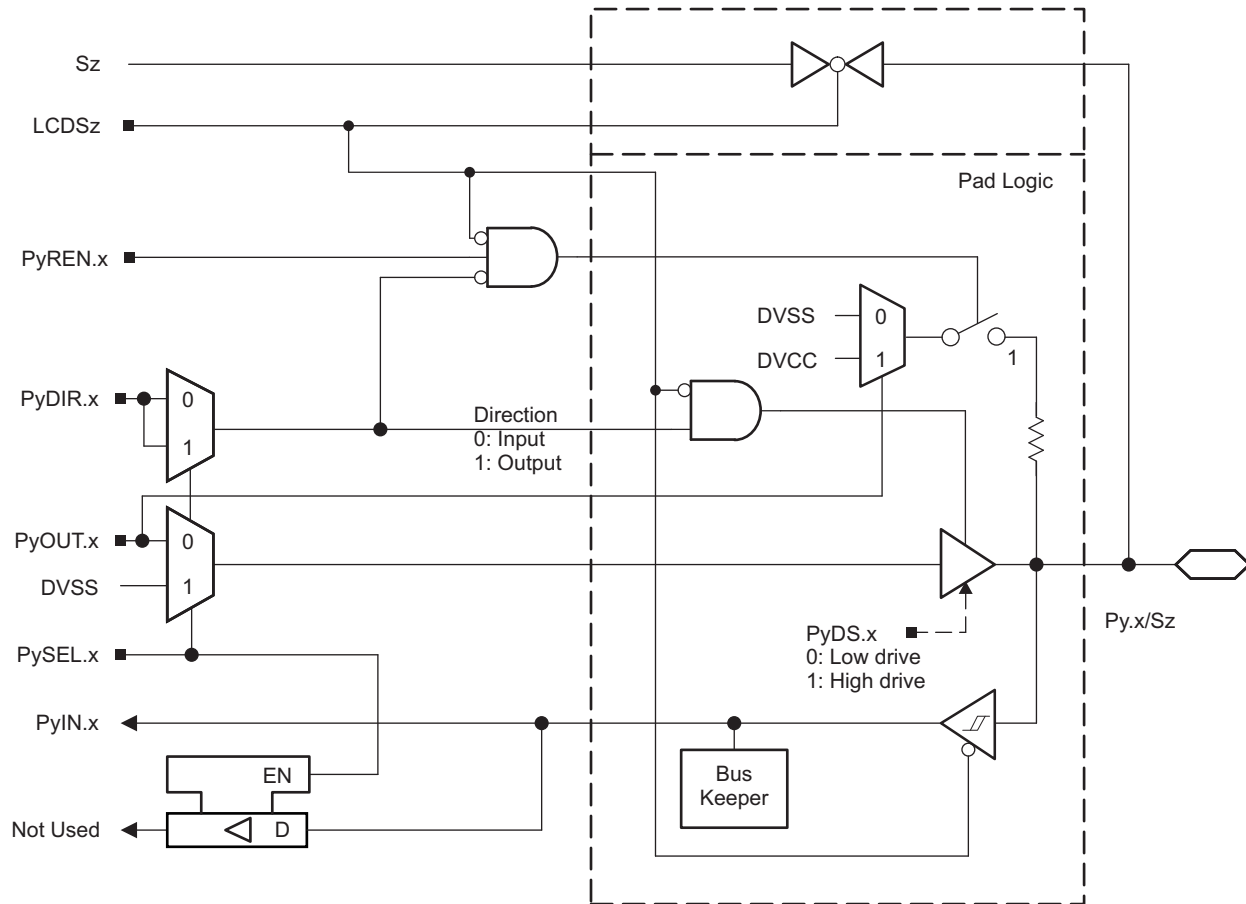 Sz
LCDSz
Pad Logic
PyREN.x
DVSS
0
DVCC
1
1
PyDIR.x
0
1
Direction
0: Input
1: Output
PyOUT.x
0
DVSS
1
PyDS.x
0: Low drive
1: High drive
Py.x/Sz
PySEL.x
PyIN.x
EN
Bus
Keeper
Not Used
D